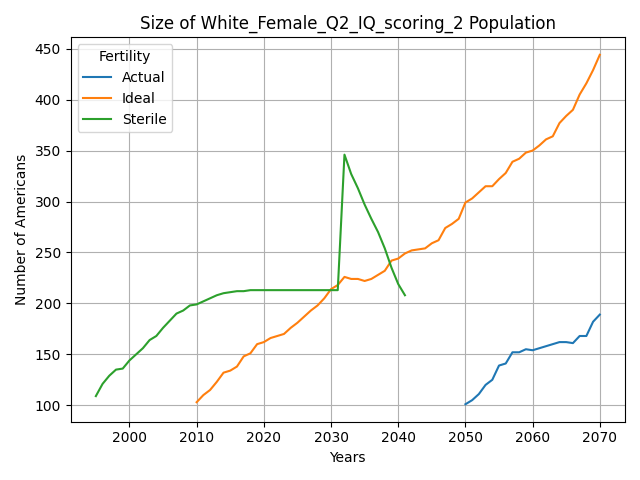 Size of White_Female_Q2_IQ_scoring_2 Population
Fertility
Actual
Ideal
Sterile
Number of Americans
450
400
350
300
250
200
150
100
2000 2010 2020 2030 2040 2050 2060 2070
Years